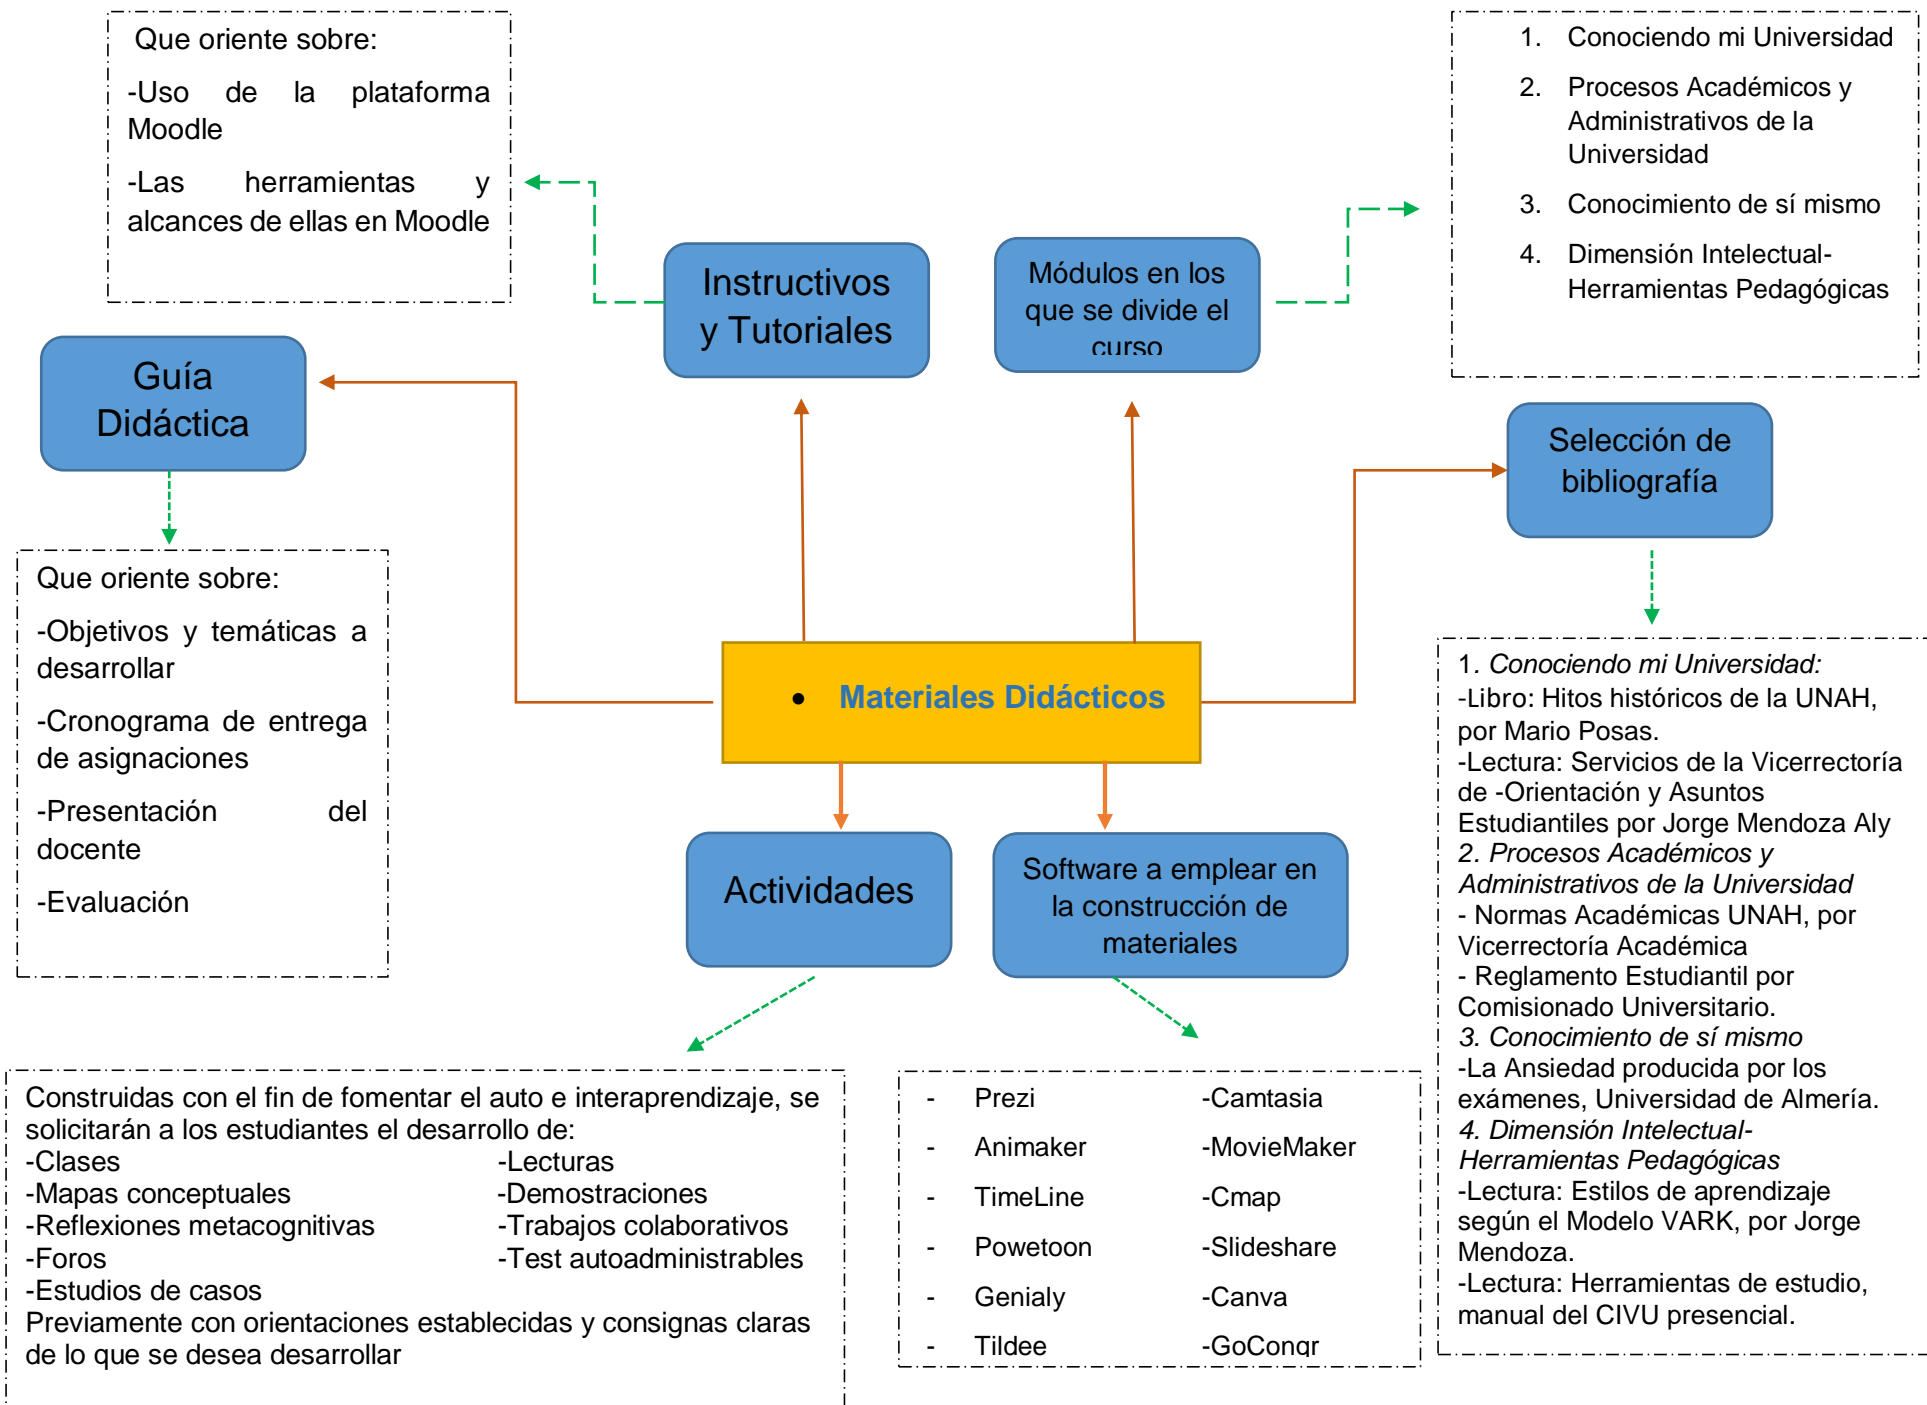 Que oriente sobre:
-Uso de la plataforma
Moodle
-Las herramientas y
alcances de ellas en Moodle
1. Conociendo mi Universidad
2. Procesos Académicos y
Administrativos de la
Universidad
3. Conocimiento de sí mismo
4. Dimensión Intelectual-
Herramientas Pedagógicas
Instructivos
y Tutoriales
Módulos en los
que se divide el
curso
Guía
Didáctica
Selección de
bibliografía
Que oriente sobre:
-Objetivos y temáticas a
desarrollar
-Cronograma de entrega
de asignaciones
-Presentación del
docente
-Evaluación
• Materiales Didácticos
1. Conociendo mi Universidad:
-Libro: Hitos históricos de la UNAH,
por Mario Posas.
-Lectura: Servicios de la Vicerrectoría
de -Orientación y Asuntos
Estudiantiles por Jorge Mendoza Aly
2. Procesos Académicos y
Administrativos de la Universidad
- Normas Académicas UNAH, por
Vicerrectoría Académica
- Reglamento Estudiantil por
Comisionado Universitario.
3. Conocimiento de sí mismo
-La Ansiedad producida por los
exámenes, Universidad de Almería.
4. Dimensión Intelectual-
Herramientas Pedagógicas
-Lectura: Estilos de aprendizaje
según el Modelo VARK, por Jorge
Mendoza.
-Lectura: Herramientas de estudio,
manual del CIVU presencial.
Actividades
Software a emplear en
la construcción de
materiales
Construidas con el fin de fomentar el auto e interaprendizaje, se
solicitarán a los estudiantes el desarrollo de:
-Clases -Lecturas
-Mapas conceptuales -Demostraciones
-Reflexiones metacognitivas -Trabajos colaborativos
-Foros -Test autoadministrables
-Estudios de casos
Previamente con orientaciones establecidas y consignas claras
de lo que se desea desarrollar
- Prezi -Camtasia
- Animaker -MovieMaker
- TimeLine -Cmap
- Powetoon -Slideshare
- Genialy -Canva
- Tildee -GoConqr